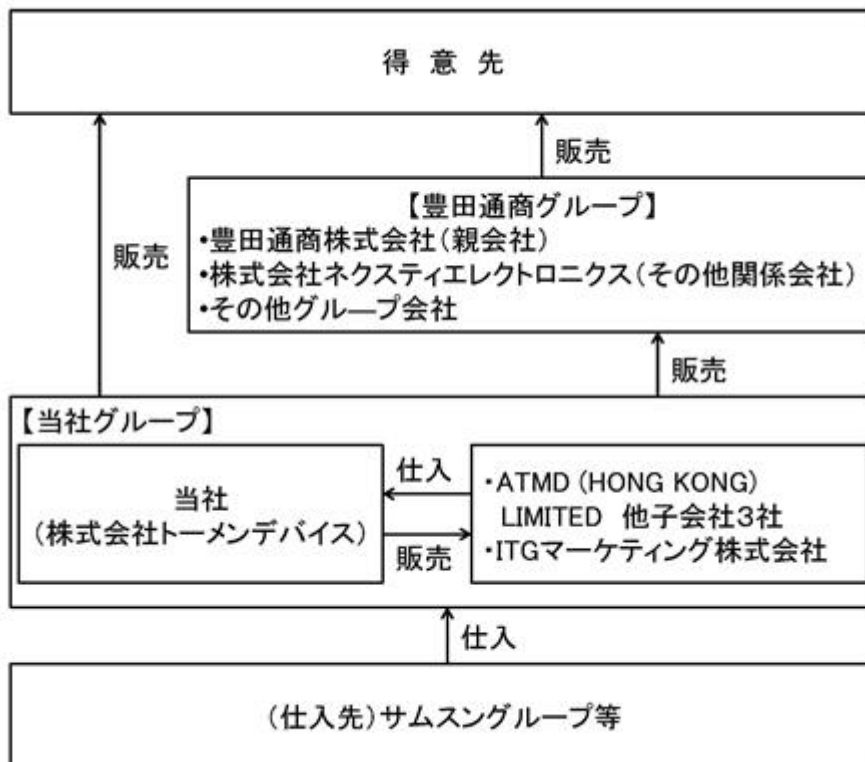 得 意 先
販売
【豊田通商グループ】
・豊田通商株式会社(親会社)
・株式会社ネクスティエレクトロニクス(その他関係会社)
・その他グループ会社
販売
販売
【当社グループ】
当社
(株式会社トーメンデバイス)
仕入
販売
・ATMD (HONG KONG)
LIMITED 他子会社3社
・ITGマーケティング株式会社
仕入
(仕入先)サムスングループ等